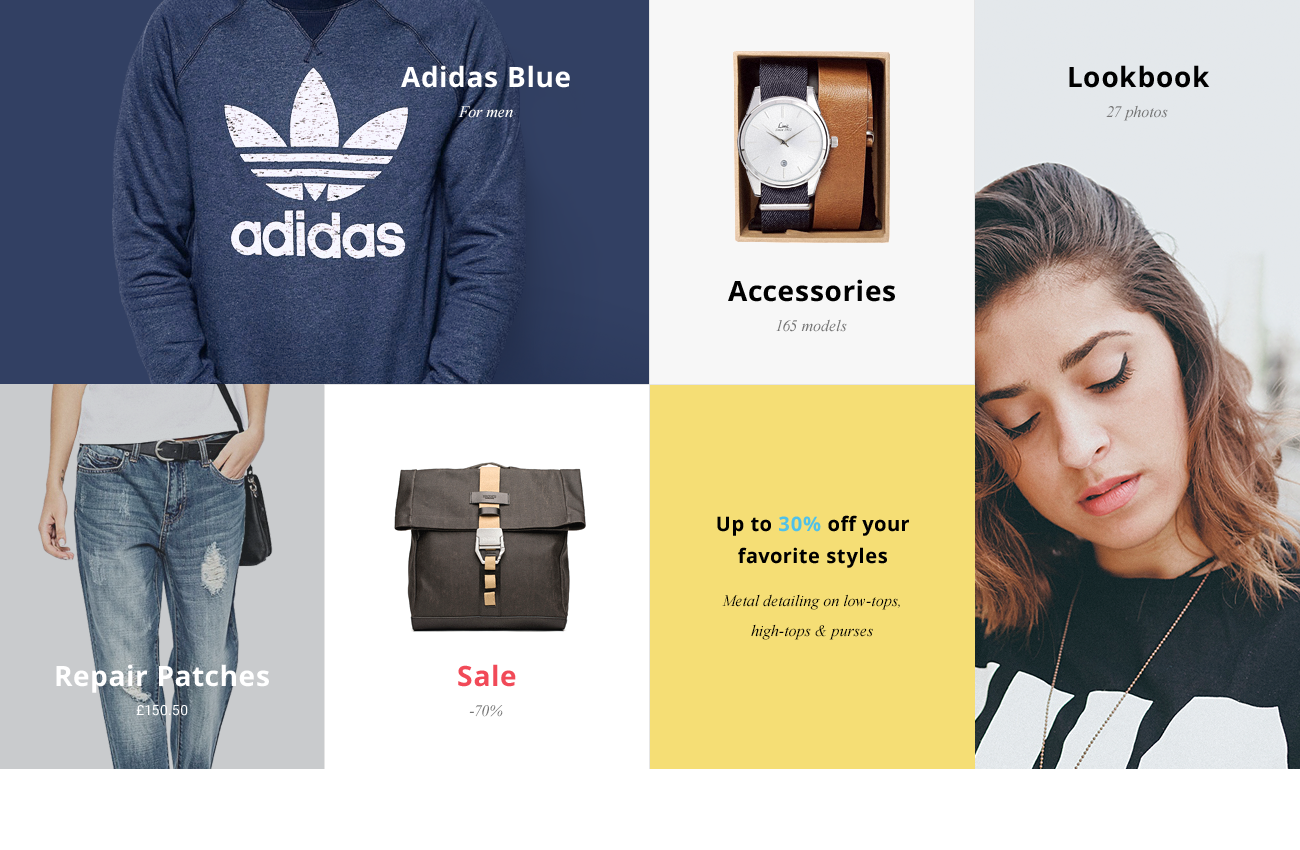 Adidas Blue
For men
adidas
Accessories
165 models
Lookbook
27 photos
Repair Patches
£150.50
Sale
-70%
Up to 30% off your
favorite styles
Metal detailing on low-tops,
high-tops & purses